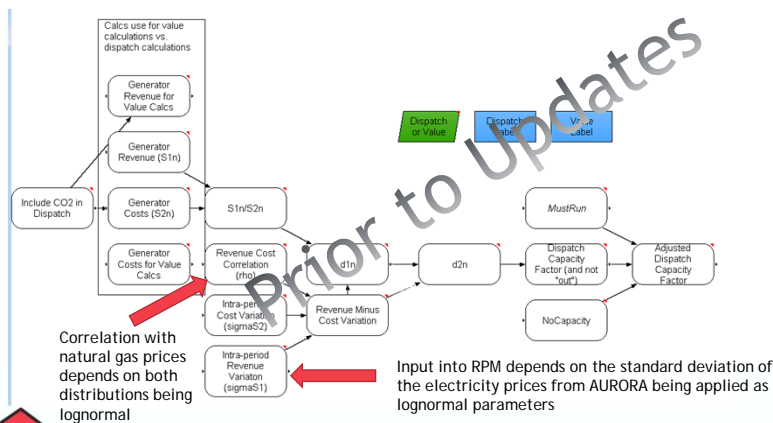 Calcs use for value
calculations vs.
dispatch calculations
Generator
Revenue for
Value Calcs
Generator
Revenue (S1n)
Include CO2 in
Dispatch
Generator
Costs (S2n)
Generator
Costs for Value
Calcs
S1n/S2n
Revenue Cost
Correlation
(rho)
Intra-period
Cost Variation
(sigmaS2)
Intra-period
Revenue
Variaton
(sigmaS1)
d1n
Revenue Minus
Cost Variation
d2n
Dispatch
or Value
Dispatch
Label
Value
Label
MustRun
Dispatch
Capacity
Factor (and not
"out")
NoCapacity
Adjusted
Dispatch
Capacity
Factor
Prior to Updates
Correlation with
natural gas prices
depends on both
distributions being
lognormal
Input into RPM depends on the standard deviation of
the electricity prices from AURORA being applied as
lognormal parameters